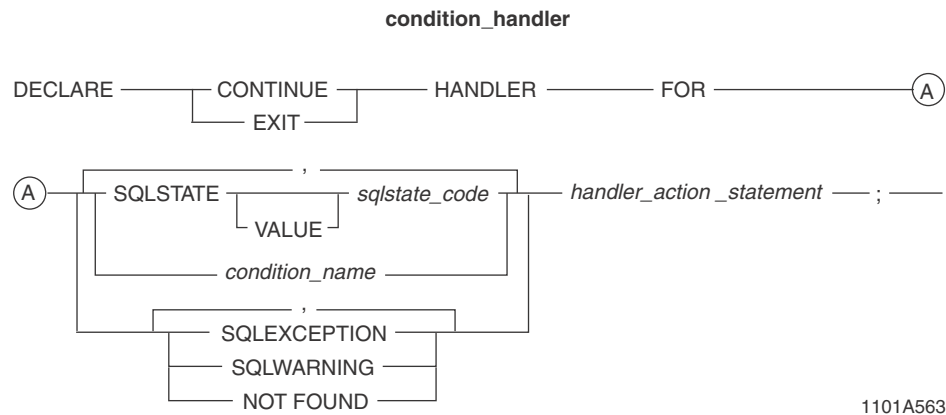 condition_handler
DECLARE CONTINUE HANDLER FOR A
EXIT
,
A SQLSTATE sqlstate_code handler_action _statement ;
VALUE
condition_name
,
SQLEXCEPTION
SQLWARNING
NOT FOUND
1101A563